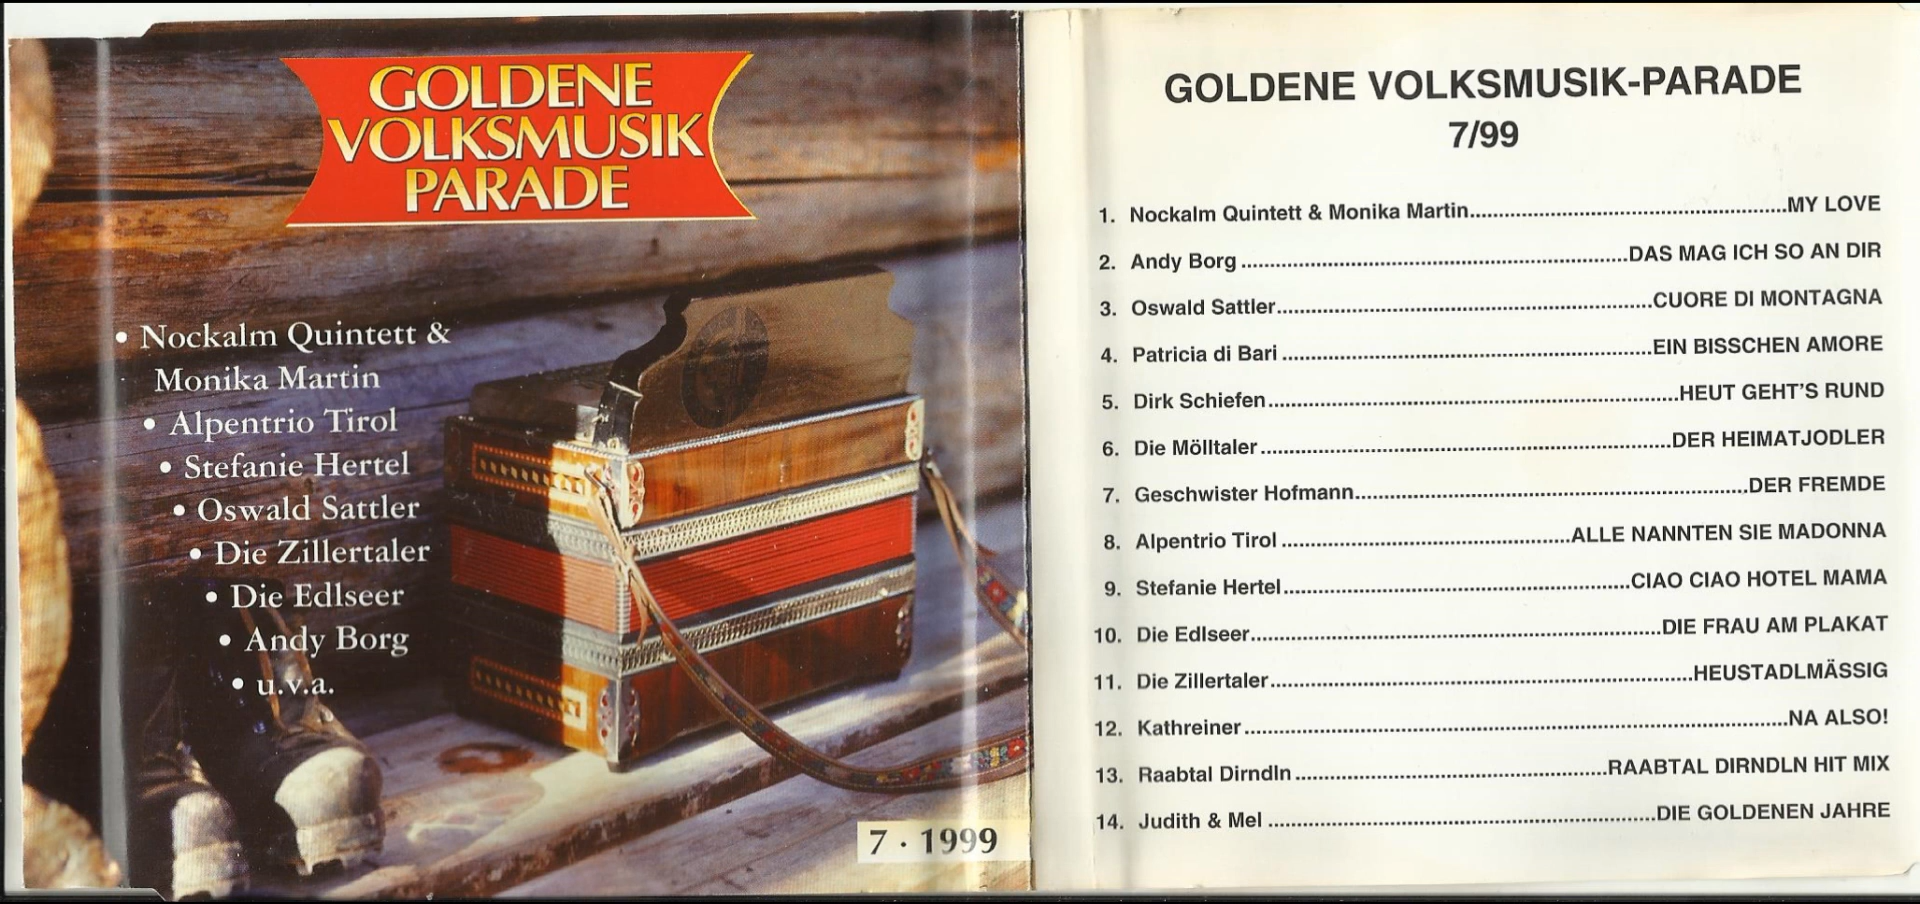 GOLDENE
VOLKSMUSIK
PARADE
• Nockalm Quintett &
Monika Martin
• Alpentrio Tirol
• Stefanie Hertel
• Oswald Sattler
• Die Zillertaler
• Die Edlseer
• Andy Borg
• u.v.a.
7 · 1999
GOLDENE VOLKSMUSIK-PARADE
7/99
1. Nockalm Quintett & Monika Martin...MY LOVE
2. Andy Borg...DAS MAG ICH SO AN DIR
3. Oswald Sattler...CUORE DI MONTAGNA
4. Patricia di Bari...EIN BISSCHEN AMORE
5. Dirk Schiefen...HEUT GEHT'S RUND
6. Die Mölltaler...DER HEIMATJODLER
7. Geschwister Hofmann...DER FREMDE
8. Alpentrio Tirol...ALLE NANNTEN SIE MADONNA
9. Stefanie Hertel...CIAO CIAO HOTEL MAMA
10. Die Edlseer...DIE FRAU AM PLAKAT
11. Die Zillertaler...HEUSTADLMÄSSIG
12. Kathreiner...NA ALSO!
13. Raabtal Dirndln...RAABTAL DIRNDLN HIT MIX
14. Judith & Mel...DIE GOLDENEN JAHRE